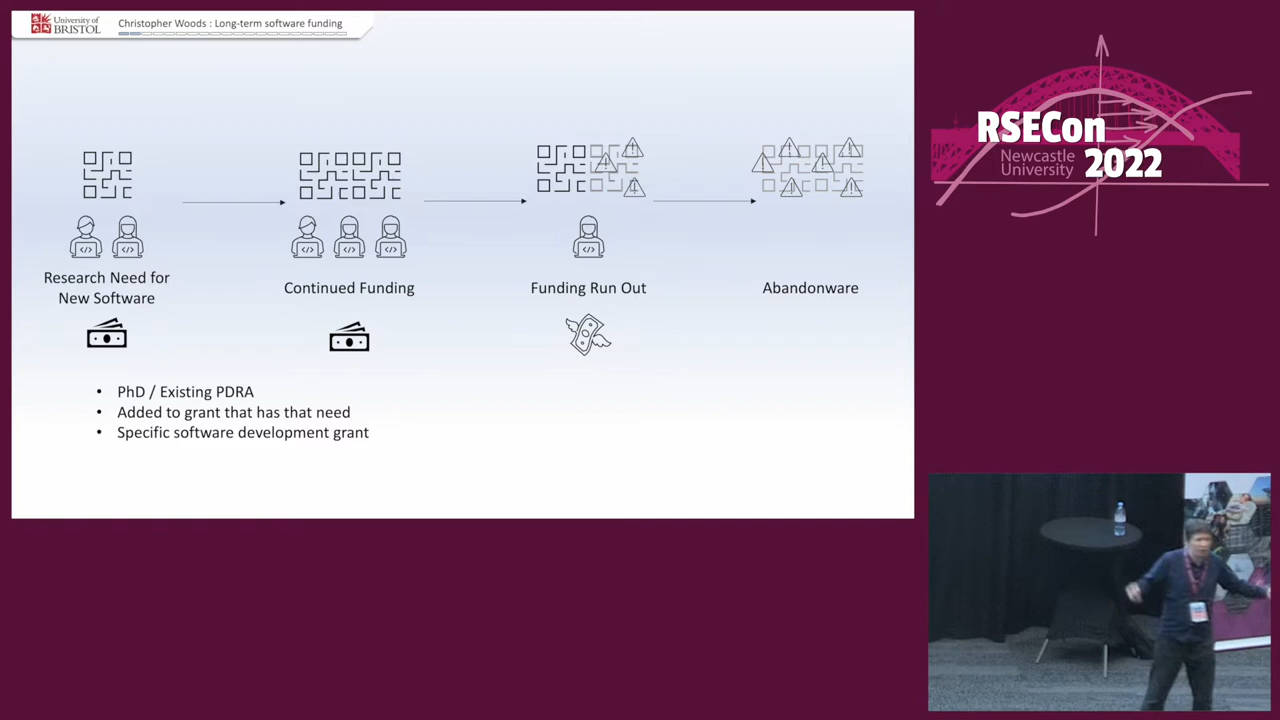 University of
BRISTOL
Christopher Woods : Long-term software funding
Research Need for
New Software
Continued Funding
Funding Run Out
Abandonware
• PhD / Existing PDRA
• Added to grant that has that need
• Specific software development grant
RSECon
Newcastle
University
2022